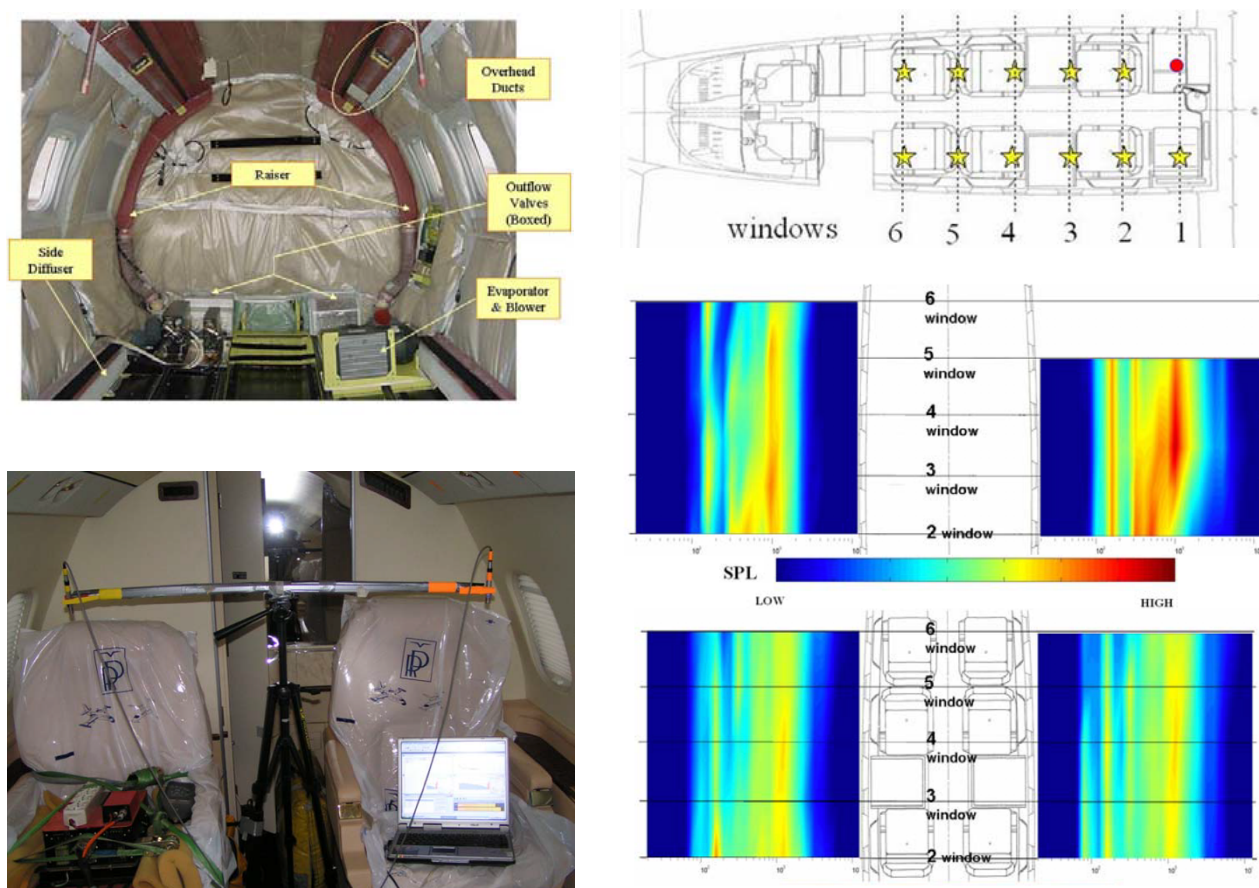 Overhead
Ducts
Raiser
Outflow
Valves
(Boxed)
Side
Diffuser
Evaporator
& Blower
windows
6 5 4 3 2 1
6
window
5
window
4
window
3
window
2 window
SPL
LOW
HIGH
6
window
5
window
4
window
3
window
2 window